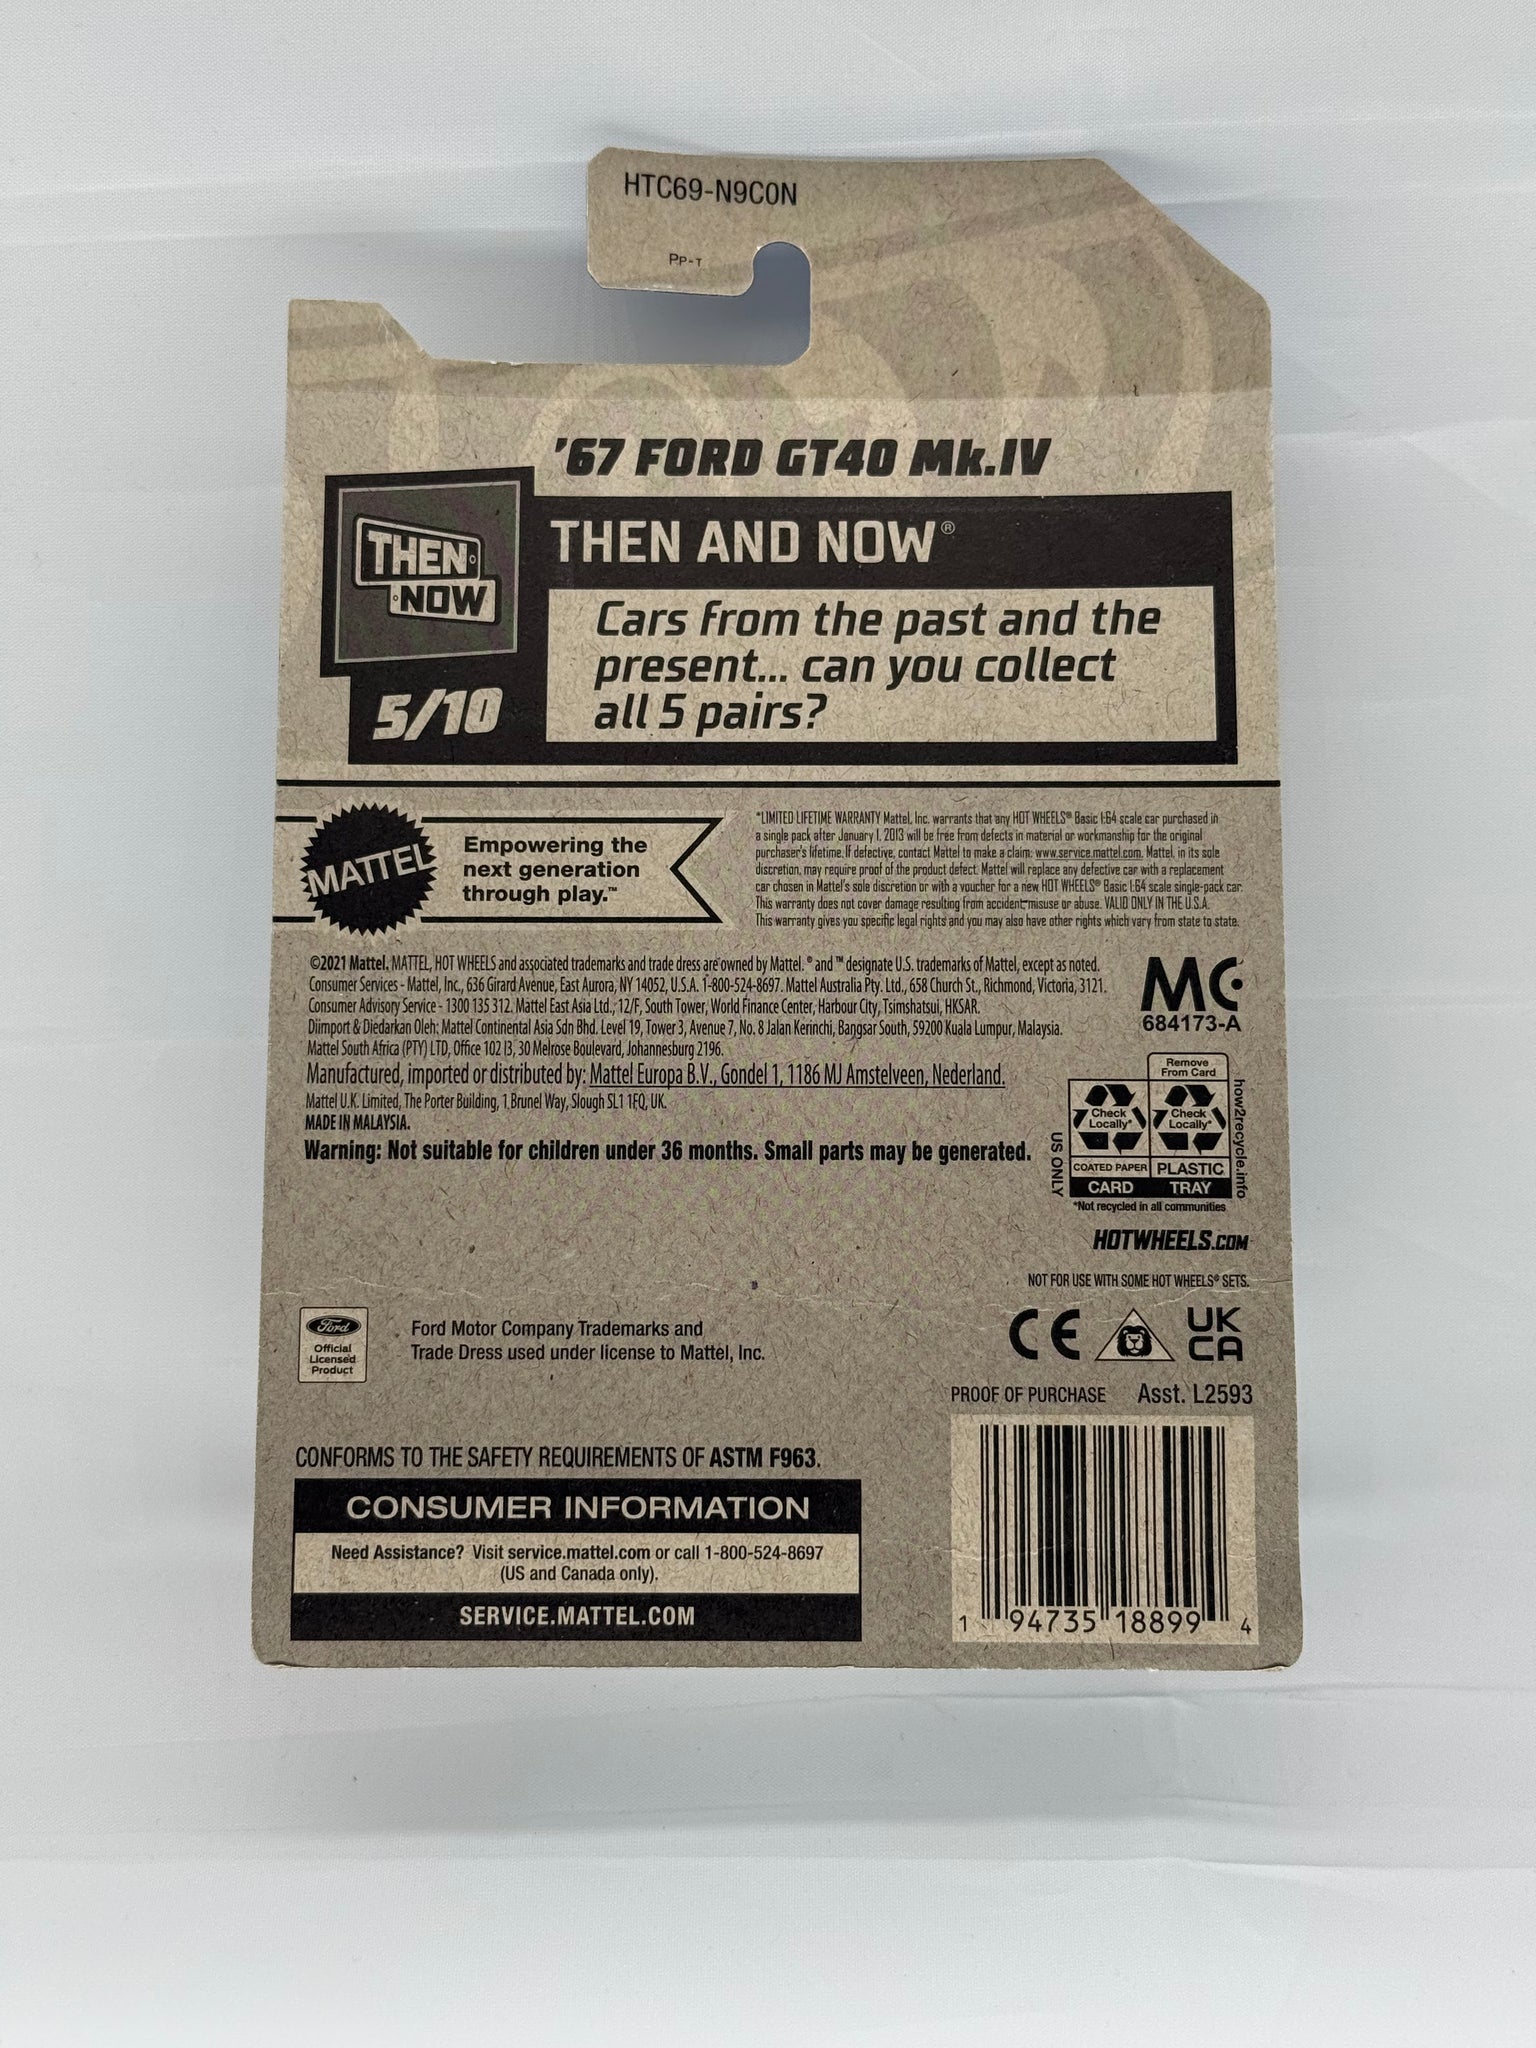 HTC69-N9C0N
PP-T
'67 FORD GT40 Mk.IV
THEN NOW
THEN AND NOW®
Cars from the past and the
present... can you collect
all 5 pairs?
5/10
MATTEL
Empowering the
next generation
through play.™
*LIMITED LIFETIME WARRANTY Mattel, Inc. warrants that any HOT WHEELS® Basic 1:64 scale car purchased in
a single pack after January 1, 2013 will be free from defects in material or workmanship for the original
purchaser's lifetime. If defective, contact Mattel to make a claim: www.service.mattel.com. Mattel, in its sole
discretion, may require proof of the product defect. Mattel will replace any defective car with a replacement
car chosen in Mattel's sole discretion or with a voucher for a new HOT WHEELS® Basic 1:64 scale single-pack car.
This warranty does not cover damage resulting from accident, misuse or abuse. VALID ONLY IN THE U.S.A.
This warranty gives you specific legal rights and you may also have other rights which vary from state to state.
©2021 Mattel. MATTEL, HOT WHEELS and associated trademarks and trade dress are owned by Mattel. ® and ™ designate U.S. trademarks of Mattel, except as noted.
Consumer Services - Mattel, Inc., 636 Girard Avenue, East Aurora, NY 14052, U.S.A. 1-800-524-8697. Mattel Australia Pty. Ltd., 658 Church St., Richmond, Victoria, 3121.
Consumer Advisory Service - 1300 135 312. Mattel East Asia Ltd., 12/F, South Tower, World Finance Center, Harbour City, Tsimshatsui, HKSAR.
Diimport & Diedarkan Oleh: Mattel Continental Asia Sdn Bhd. Level 19, Tower 3, Avenue 7, No. 8 Jalan Kerinchi, Bangsar South, 59200 Kuala Lumpur, Malaysia.
Mattel South Africa (PTY) LTD, Office 102 I3, 30 Melrose Boulevard, Johannesburg 2196.
Manufactured, imported or distributed by: Mattel Europa B.V., Gondel 1, 1186 MJ Amstelveen, Nederland.
Mattel U.K. Limited, The Porter Building, 1 Brunel Way, Slough SL1 1FQ, UK.
MADE IN MALAYSIA.
Warning: Not suitable for children under 36 months. Small parts may be generated.
MC
684173-A
Remove
From Card
Check
Locally*
Check
Locally*
COATED PAPER
PLASTIC
CARD
TRAY
US ONLY
how2recycle.info
*Not recycled in all communities
HOTWHEELS.COM
NOT FOR USE WITH SOME HOT WHEELS® SETS.
CE
UK
CA
Ford
Official
Licensed
Product
Ford Motor Company Trademarks and
Trade Dress used under license to Mattel, Inc.
PROOF OF PURCHASE Asst. L2593
CONFORMS TO THE SAFETY REQUIREMENTS OF ASTM F963.
CONSUMER INFORMATION
Need Assistance? Visit service.mattel.com or call 1-800-524-8697
(US and Canada only).
SERVICE.MATTEL.COM
1 94735 18899 4